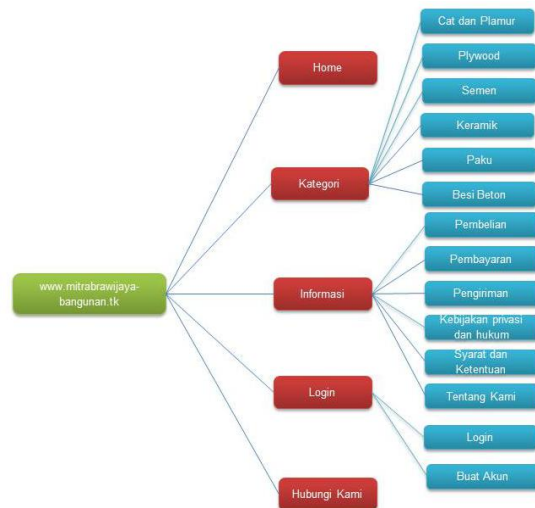 Cat dan Plamur
Plywood
Home
Semen
Keramik
Kategori
Paku
Besi Beton
Pembelian
Pembayaran
www.mitrabrawijaya-
bangunan.tk
Informasi
Pengiriman
Kebijakan privasi
dan hukum
Syarat dan
Ketentuan
Login
Tentang Kami
Login
Buat Akun
Hubungi Kami